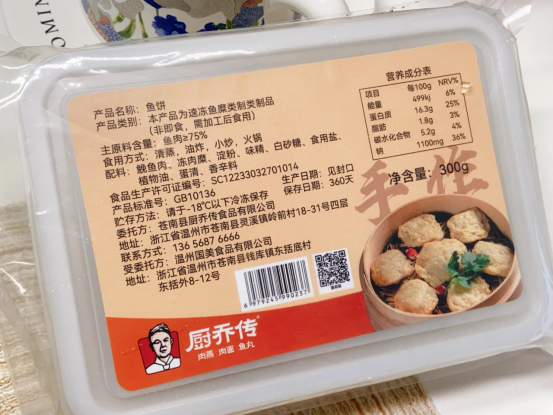 产品名称：鱼饼
产品类别：本产品为速冻鱼糜类制类制品
（非即食，需加工后食用）
主原料含量：鱼肉≥75%
食用方式：清蒸，油炸，小炒，火锅
配料：鮸鱼肉、冻肉糜、淀粉、味精、白砂糖、食用盐、
植物油、蛋清、香辛料
食品生产许可证编号：SC12233032701014
产品标准号：GB10136
生产日期：见封口
贮存方法：请于-18℃以下冷冻保存
保存日期：360天
委托方：苍南县厨乔传食品有限公司
地址：浙江省温州市苍南县灵溪镇岭前村18-31号四层
联系方式：136 5687 6666
受委托方：温州国美食品有限公司
地址：浙江省温州市苍南县钱库镇东括底村
东括外8-12号
营养成分表
项目 每100g NRV%
能量 499kj 6%
蛋白质 16.3g 25%
脂肪 1.8g 3%
碳水化合物 5.2g 4%
钠 1100mg 36%
手作
净含量：300g
6979245990237
厨乔传
肉燕 肉面 鱼丸